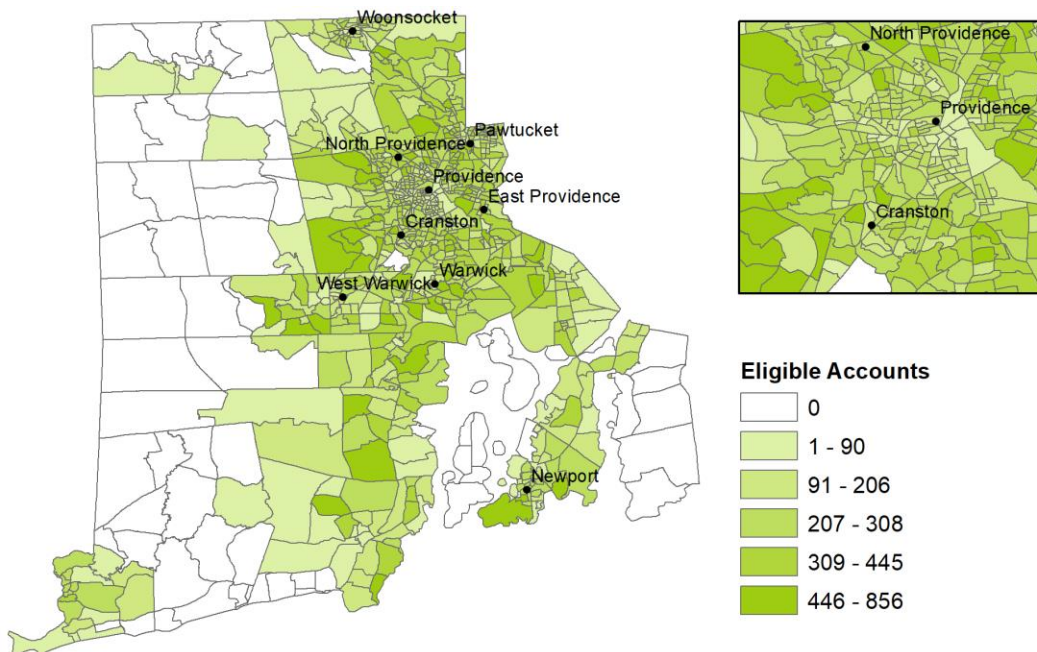 Woonsocket
Pawtucket
North Providence
Providence
East Providence
Cranston
Warwick
West Warwick
Newport
North Providence
Providence
Cranston
Eligible Accounts
0
1 - 90
91 - 206
207 - 308
309 - 445
446 - 856